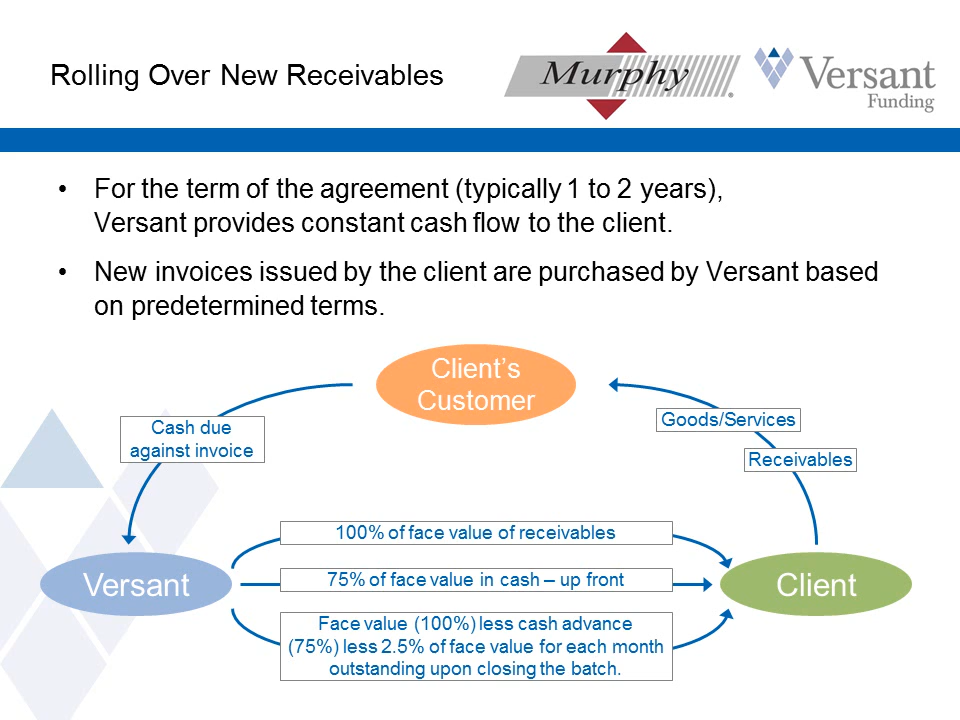 Rolling Over New Receivables
Murphy®
Versant
Funding
• For the term of the agreement (typically 1 to 2 years),
Versant provides constant cash flow to the client.
• New invoices issued by the client are purchased by Versant based
on predetermined terms.
Client’s
Customer
Cash due
against invoice
Goods/Services
Receivables
100% of face value of receivables
Versant
75% of face value in cash – up front
Client
Face value (100%) less cash advance
(75%) less 2.5% of face value for each month
outstanding upon closing the batch.